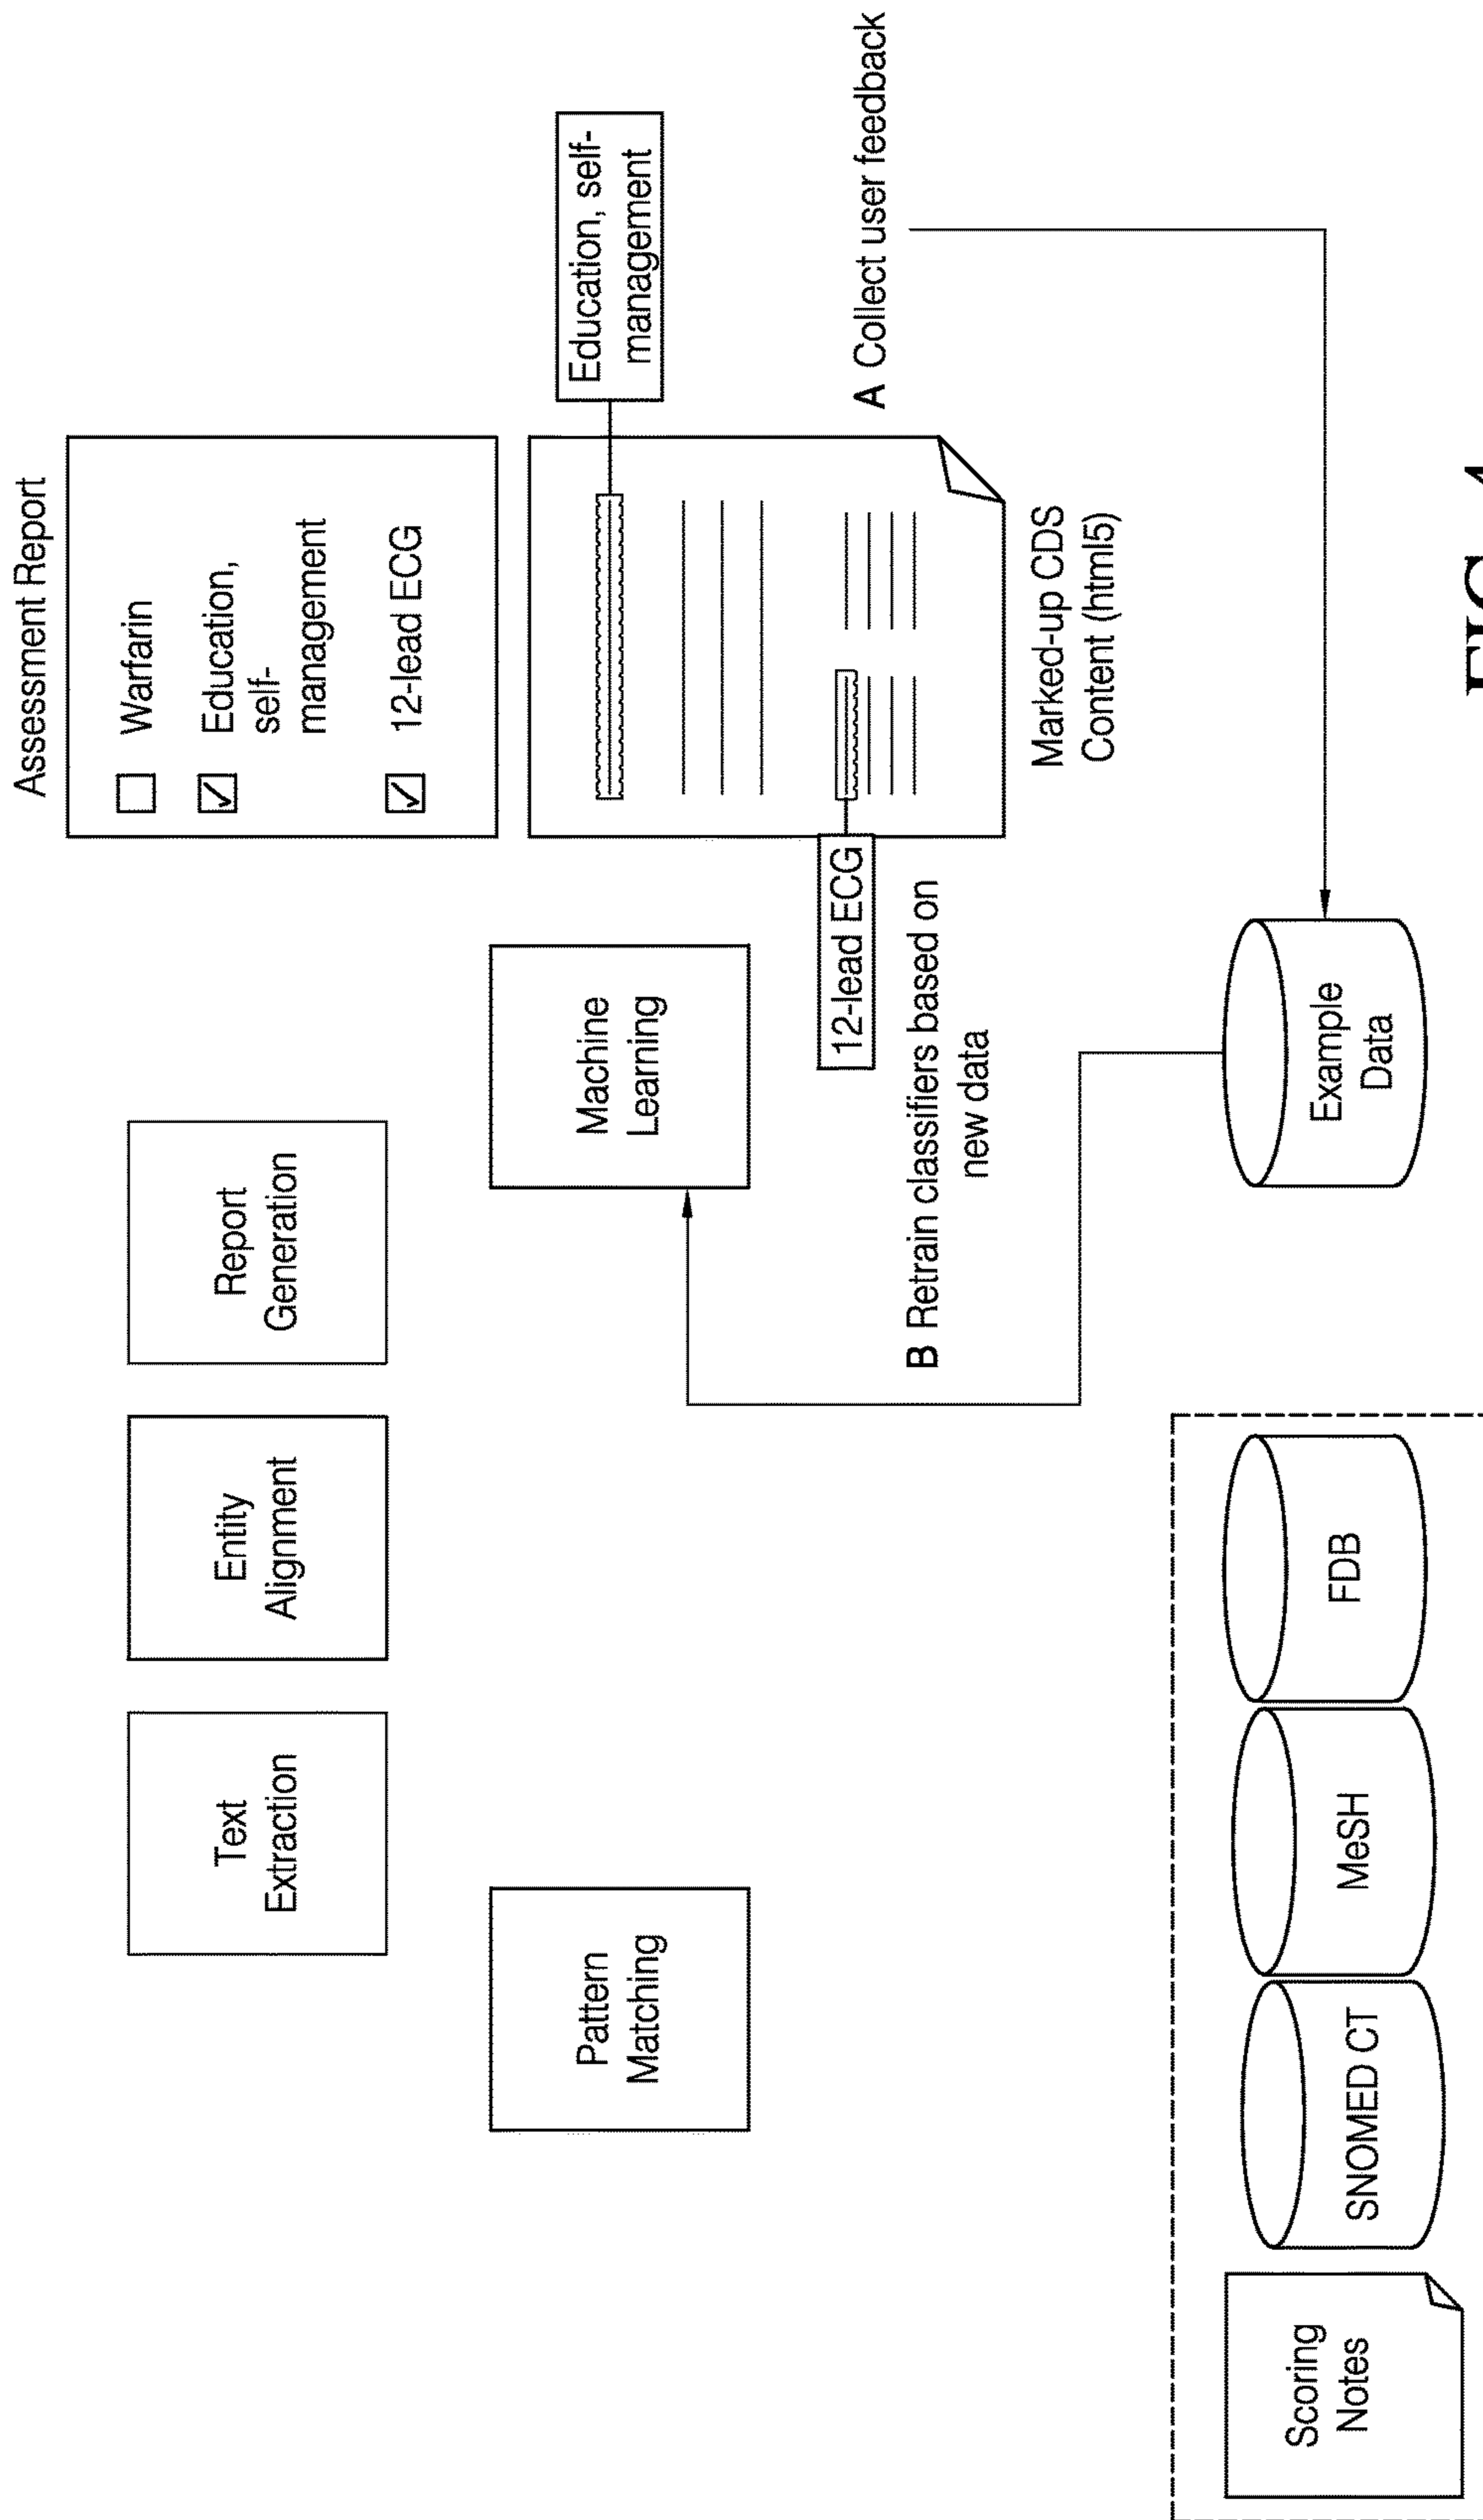 Assessment Report
Warfarin
Education,
self-
management
12-lead ECG
Text
Extraction
Entity
Alignment
Report
Generation
Pattern
Matching
Machine
Learning
Education, self-
management
12-lead ECG
A Collect user feedback
B Retrain classifiers based on
new data
Marked-up CDS
Content (html5)
Scoring
Notes
SNOMED CT
MeSH
FDB
Example
Data